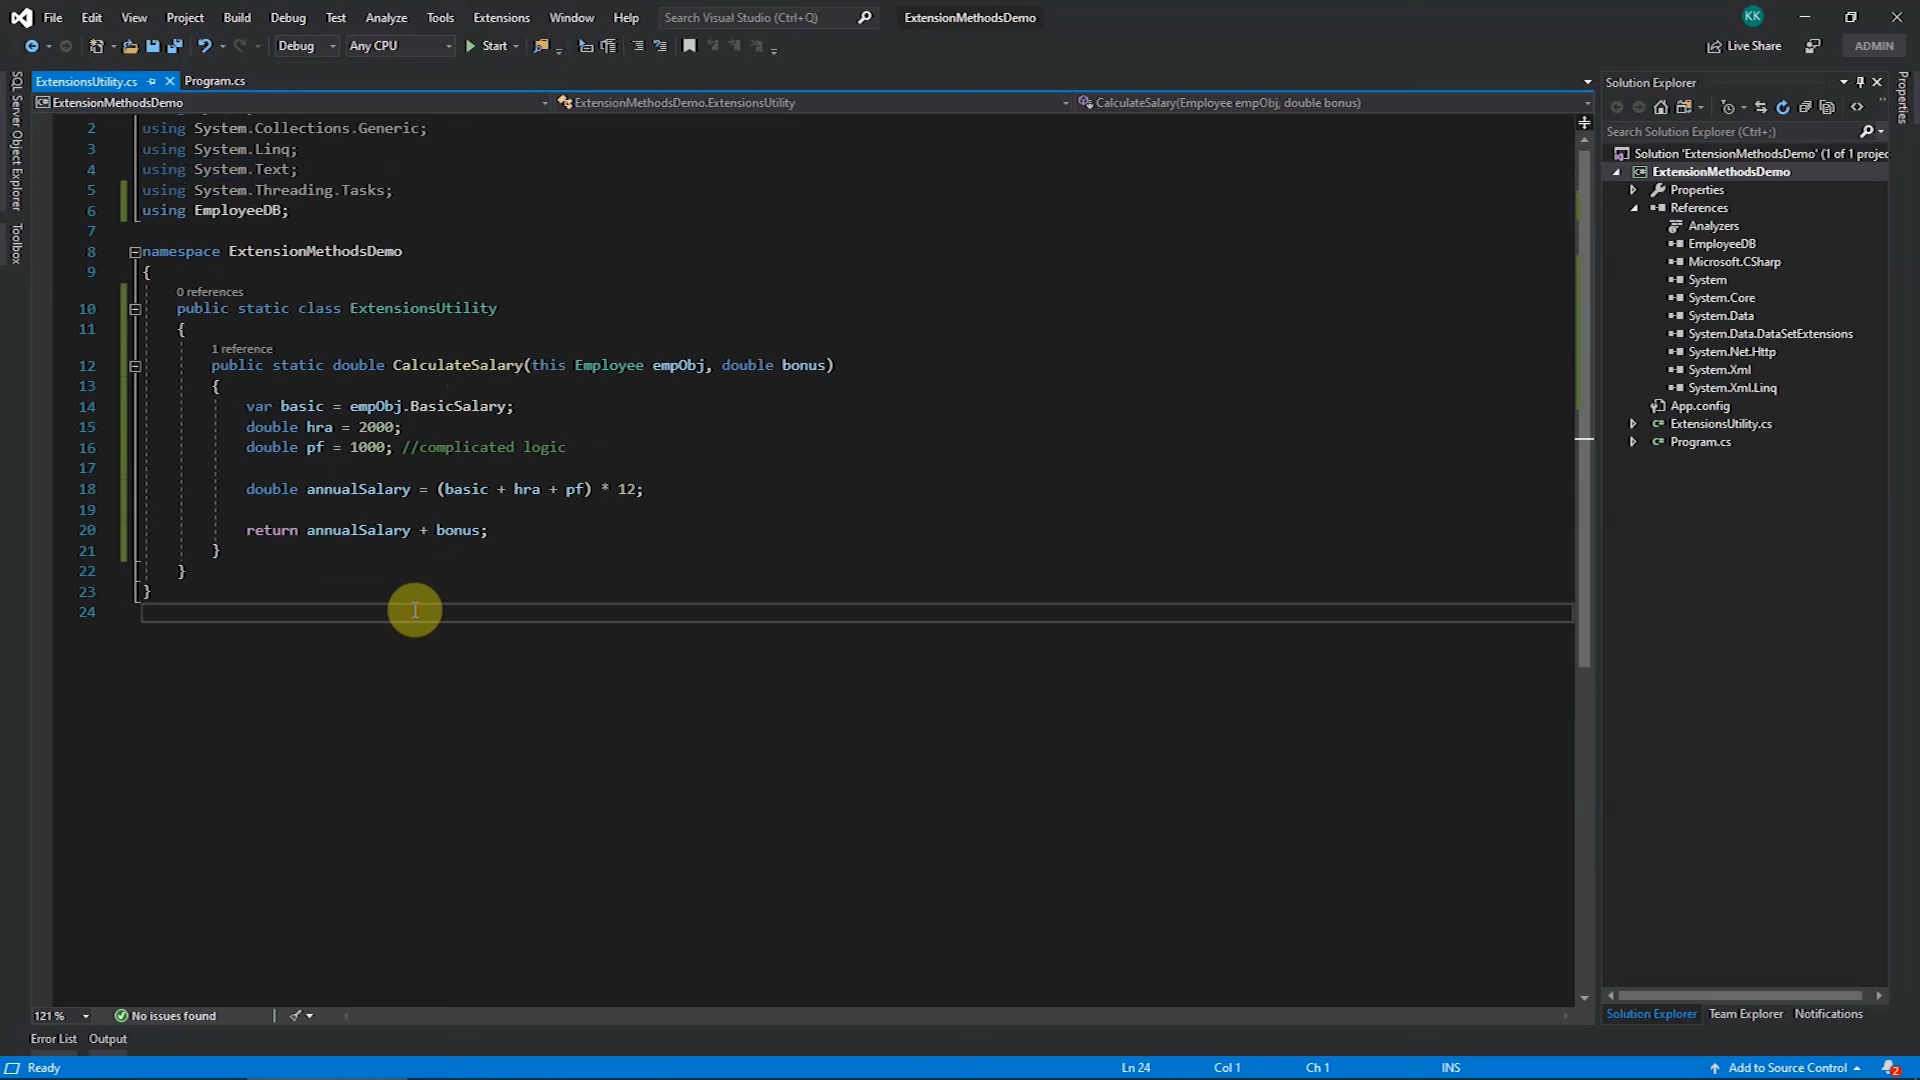 File Edit View Project Build Debug Test Analyze Tools Extensions Window Help Search Visual Studio (Ctrl+Q) ExtensionMethodsDemo KK
Debug Any CPU Start Live Share ADMIN
ExtensionsUtility.cs Program.cs
ExtensionMethodsDemo ExtensionMethodsDemo.ExtensionsUtility CalculateSalary(Employee empObj, double bonus)
SQL Server Object Explorer
Toolbox
2 using System.Collections.Generic;
3 using System.Linq;
4 using System.Text;
5 using System.Threading.Tasks;
6 using EmployeeDB;
7
8 namespace ExtensionMethodsDemo
9 {
0 references
10 public static class ExtensionsUtility
11 {
1 reference
12 public static double CalculateSalary(this Employee empObj, double bonus)
13 {
14 var basic = empObj.BasicSalary;
15 double hra = 2000;
16 double pf = 1000; //complicated logic
17
18 double annualSalary = (basic + hra + pf) * 12;
19
20 return annualSalary + bonus;
21 }
22 }
23 }
24
Solution Explorer
Search Solution Explorer (Ctrl+;)
Solution 'ExtensionMethodsDemo' (1 of 1 projec
ExtensionMethodsDemo
Properties
References
Analyzers
EmployeeDB
Microsoft.CSharp
System
System.Core
System.Data
System.Data.DataSetExtensions
System.Net.Http
System.Xml
System.Xml.Linq
App.config
ExtensionsUtility.cs
Program.cs
Properties
121 % No issues found
Solution Explorer Team Explorer Notifications
Error List Output
Ready Ln 24 Col 1 Ch 1 INS Add to Source Control 2